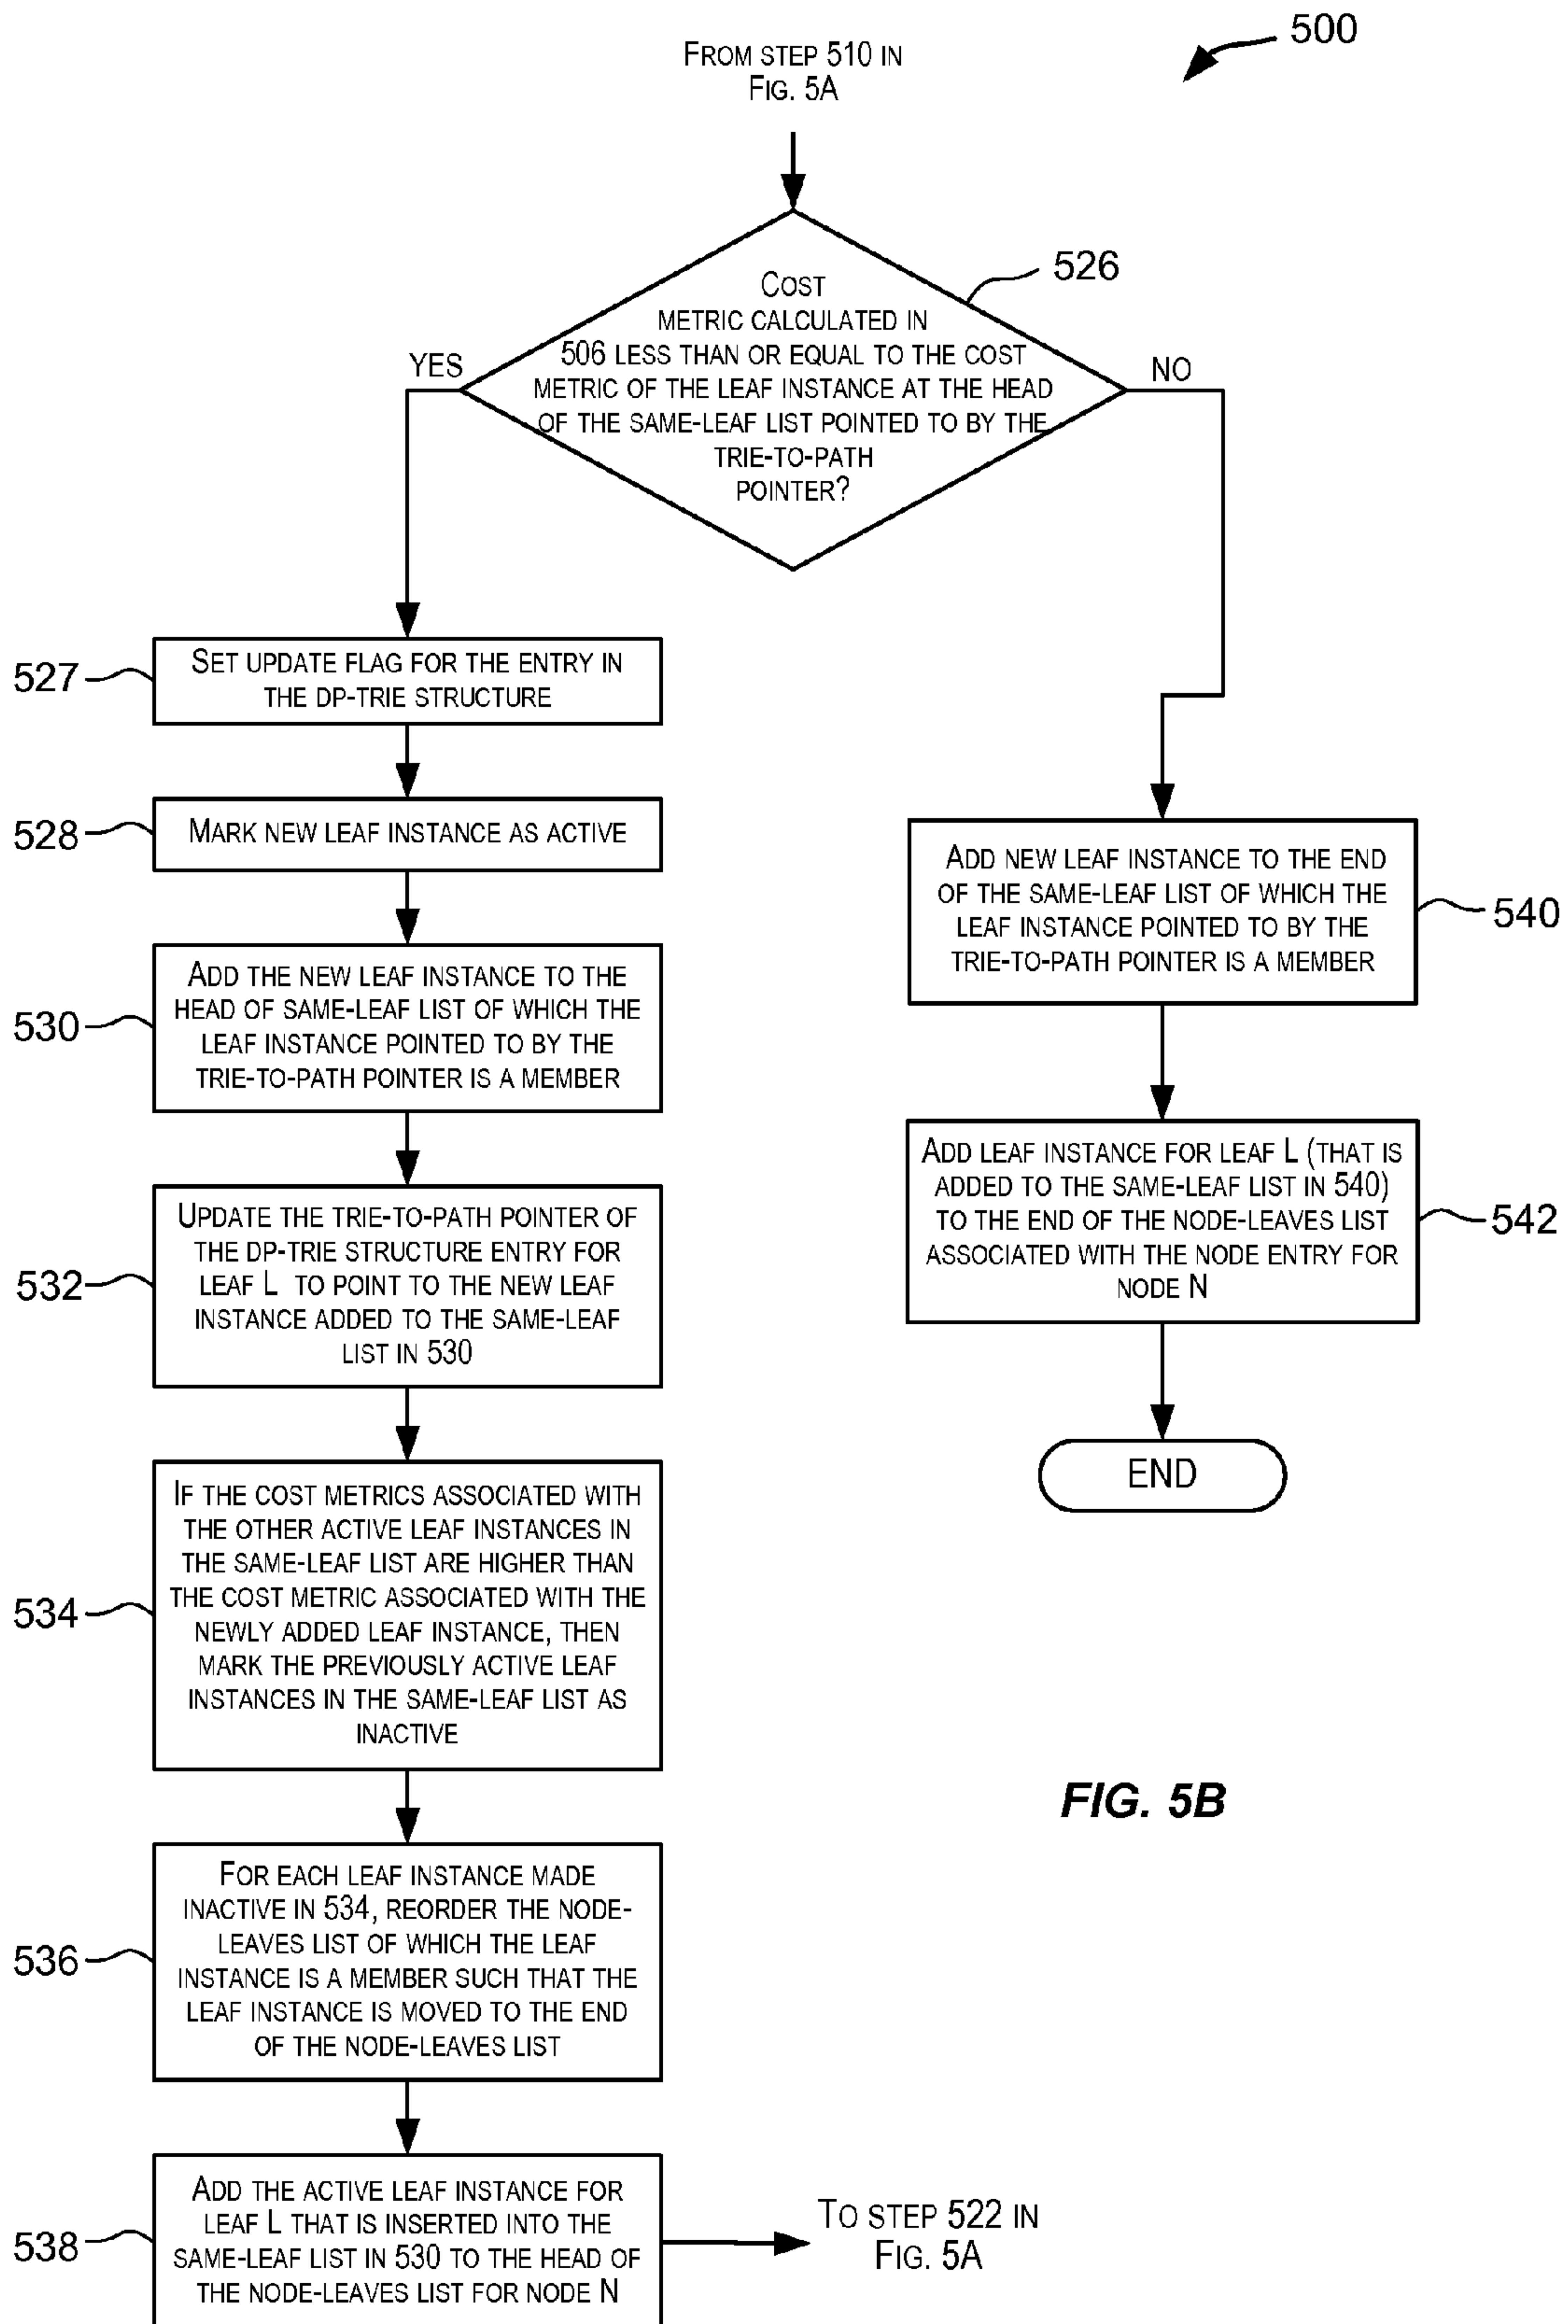 500
FROM STEP 510 IN
FIG. 5A
526
COST
METRIC CALCULATED IN
506 LESS THAN OR EQUAL TO THE COST
METRIC OF THE LEAF INSTANCE AT THE HEAD
OF THE SAME-LEAF LIST POINTED TO BY THE
TRIE-TO-PATH
POINTER?
YES
NO
527
SET UPDATE FLAG FOR THE ENTRY IN
THE DP-TRIE STRUCTURE
528
MARK NEW LEAF INSTANCE AS ACTIVE
530
ADD THE NEW LEAF INSTANCE TO THE
HEAD OF SAME-LEAF LIST OF WHICH THE
LEAF INSTANCE POINTED TO BY THE
TRIE-TO-PATH POINTER IS A MEMBER
532
UPDATE THE TRIE-TO-PATH POINTER OF
THE DP-TRIE STRUCTURE ENTRY FOR
LEAF L TO POINT TO THE NEW LEAF
INSTANCE ADDED TO THE SAME-LEAF
LIST IN 530
534
IF THE COST METRICS ASSOCIATED WITH
THE OTHER ACTIVE LEAF INSTANCES IN
THE SAME-LEAF LIST ARE HIGHER THAN
THE COST METRIC ASSOCIATED WITH THE
NEWLY ADDED LEAF INSTANCE, THEN
MARK THE PREVIOUSLY ACTIVE LEAF
INSTANCES IN THE SAME-LEAF LIST AS
INACTIVE
536
FOR EACH LEAF INSTANCE MADE
INACTIVE IN 534, REORDER THE NODE-
LEAVES LIST OF WHICH THE LEAF
INSTANCE IS A MEMBER SUCH THAT THE
LEAF INSTANCE IS MOVED TO THE END
OF THE NODE-LEAVES LIST
538
ADD THE ACTIVE LEAF INSTANCE FOR
LEAF L THAT IS INSERTED INTO THE
SAME-LEAF LIST IN 530 TO THE HEAD OF
THE NODE-LEAVES LIST FOR NODE N
TO STEP 522 IN
FIG. 5A
ADD NEW LEAF INSTANCE TO THE END
OF THE SAME-LEAF LIST OF WHICH THE
LEAF INSTANCE POINTED TO BY THE
TRIE-TO-PATH POINTER IS A MEMBER
540
ADD LEAF INSTANCE FOR LEAF L (THAT IS
ADDED TO THE SAME-LEAF LIST IN 540)
TO THE END OF THE NODE-LEAVES LIST
ASSOCIATED WITH THE NODE ENTRY FOR
NODE N
542
END
FIG. 5B